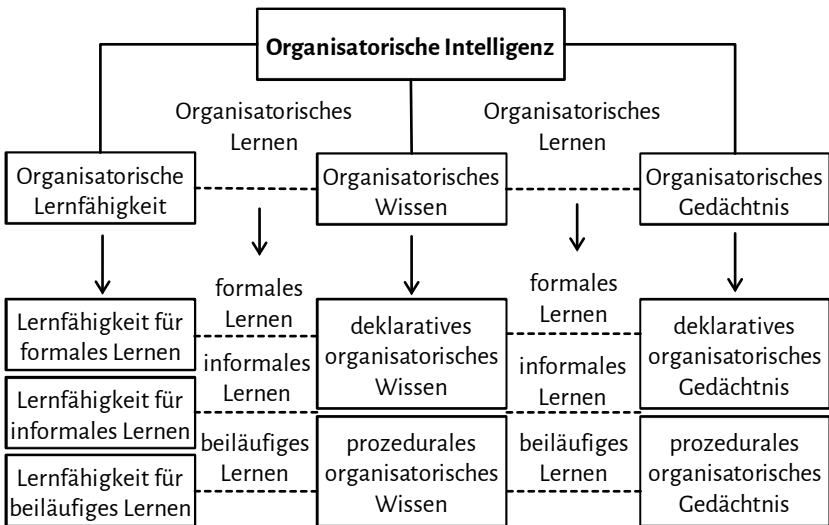 Organisatorische Intelligenz
Organisatorisches
Lernen
Organisatorisches
Lernen
Organisatorische
Lernfähigkeit
Organisatorisches
Wissen
Organisatorisches
Gedächtnis
formales
Lernen
formales
Lernen
Lernfähigkeit für
formales Lernen
deklaratives
organisatorisches
Wissen
deklaratives
organisatorisches
Gedächtnis
informales
Lernen
informales
Lernen
Lernfähigkeit für
informales Lernen
beiläufiges
Lernen
prozedurales
organisatorisches
Wissen
beiläufiges
Lernen
prozedurales
organisatorisches
Gedächtnis
Lernfähigkeit für
beiläufiges Lernen